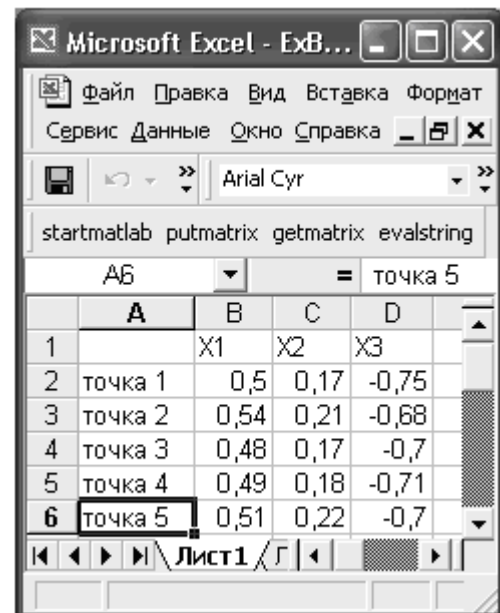 Microsoft Excel - ExB...
Файл Правка Вид Вставка Формат
Сервис Данные Окно Справка
Arial Cyr
startmatlab putmatrix getmatrix evalstring
A6 = точка 5
A B C D
1 X1 X2 X3
2 точка 1 0,5 0,17 -0,75
3 точка 2 0,54 0,21 -0,68
4 точка 3 0,48 0,17 -0,7
5 точка 4 0,49 0,18 -0,71
6 точка 5 0,51 0,22 -0,7
Лист1